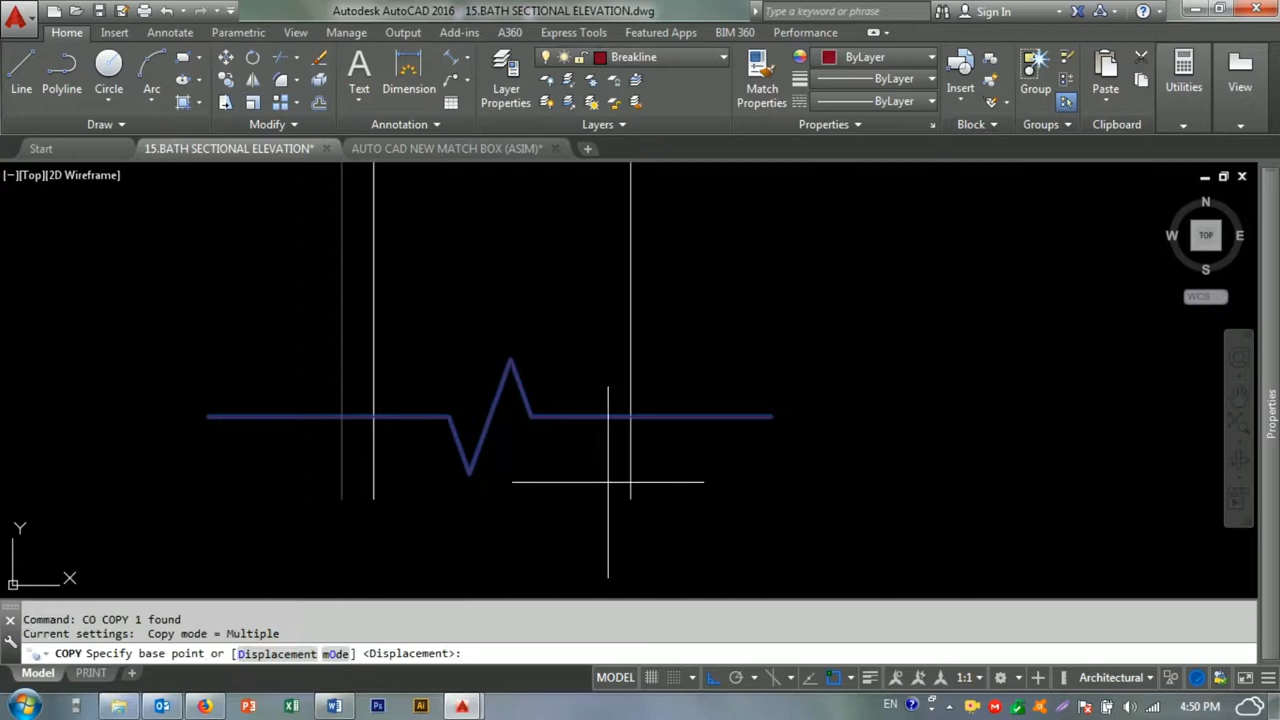 Autodesk AutoCAD 2016 15.BATH SECTIONAL ELEVATION.dwg
Type a keyword or phrase
Sign In
Home Insert Annotate Parametric View Manage Output Add-ins A360 Express Tools Featured Apps BIM 360 Performance
Breakline
ByLayer
ByLayer
ByLayer
Line Polyline Circle Arc Text Dimension Layer Properties Match Properties Insert Group Paste Utilities View
Draw Modify Annotation Layers Properties Block Groups Clipboard
Start 15.BATH SECTIONAL ELEVATION* AUTO CAD NEW MATCH BOX (ASIM)*
[−][Top][2D Wireframe]
N
W TOP E
S
WCS
Properties
Y
X
Command: CO COPY 1 found
Current settings: Copy mode = Multiple
COPY Specify base point or [Displacement mOde] <Displacement>:
Model PRINT
MODEL 1:1 Architectural
EN 4:50 PM